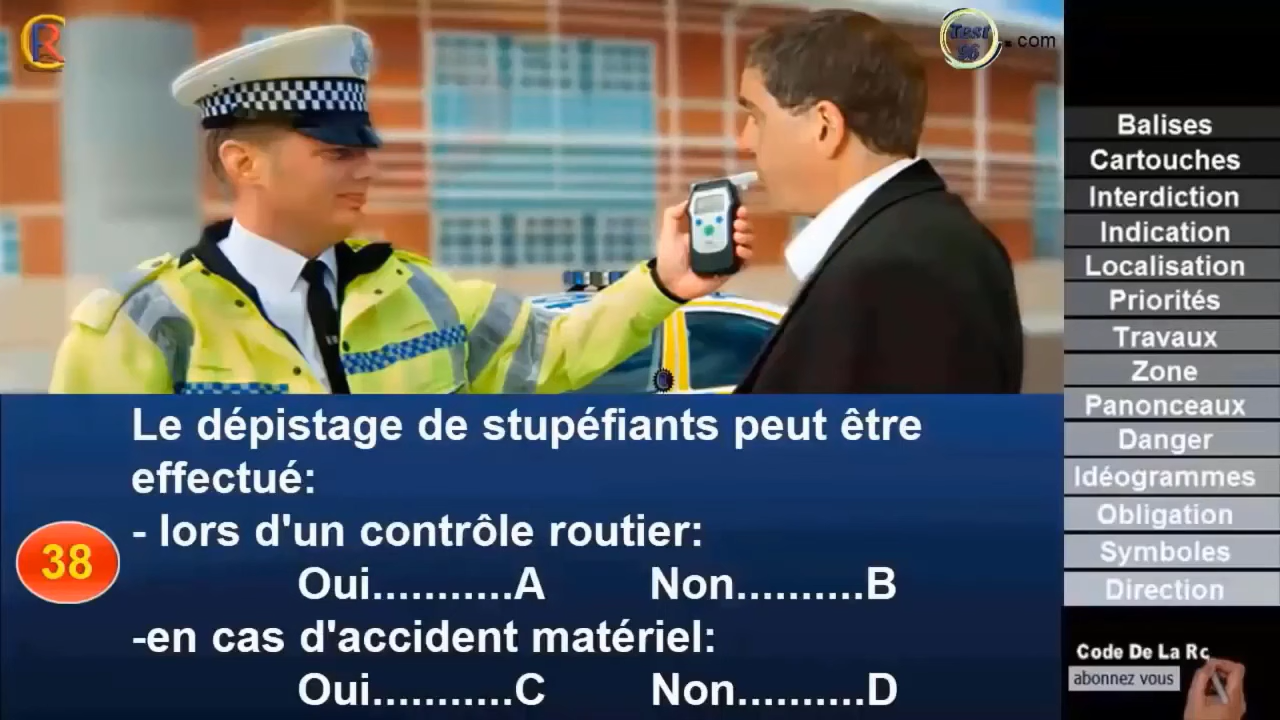 Test
.com
Le dépistage de stupéfiants peut être
effectué:
- lors d'un contrôle routier:
Oui...........A Non..........B
-en cas d'accident matériel:
Oui...........C Non..........D
38
Balises
Cartouches
Interdiction
Indication
Localisation
Priorités
Travaux
Zone
Panonceaux
Danger
Idéogrammes
Obligation
Symboles
Direction
Code De La Ro
abonnez vous